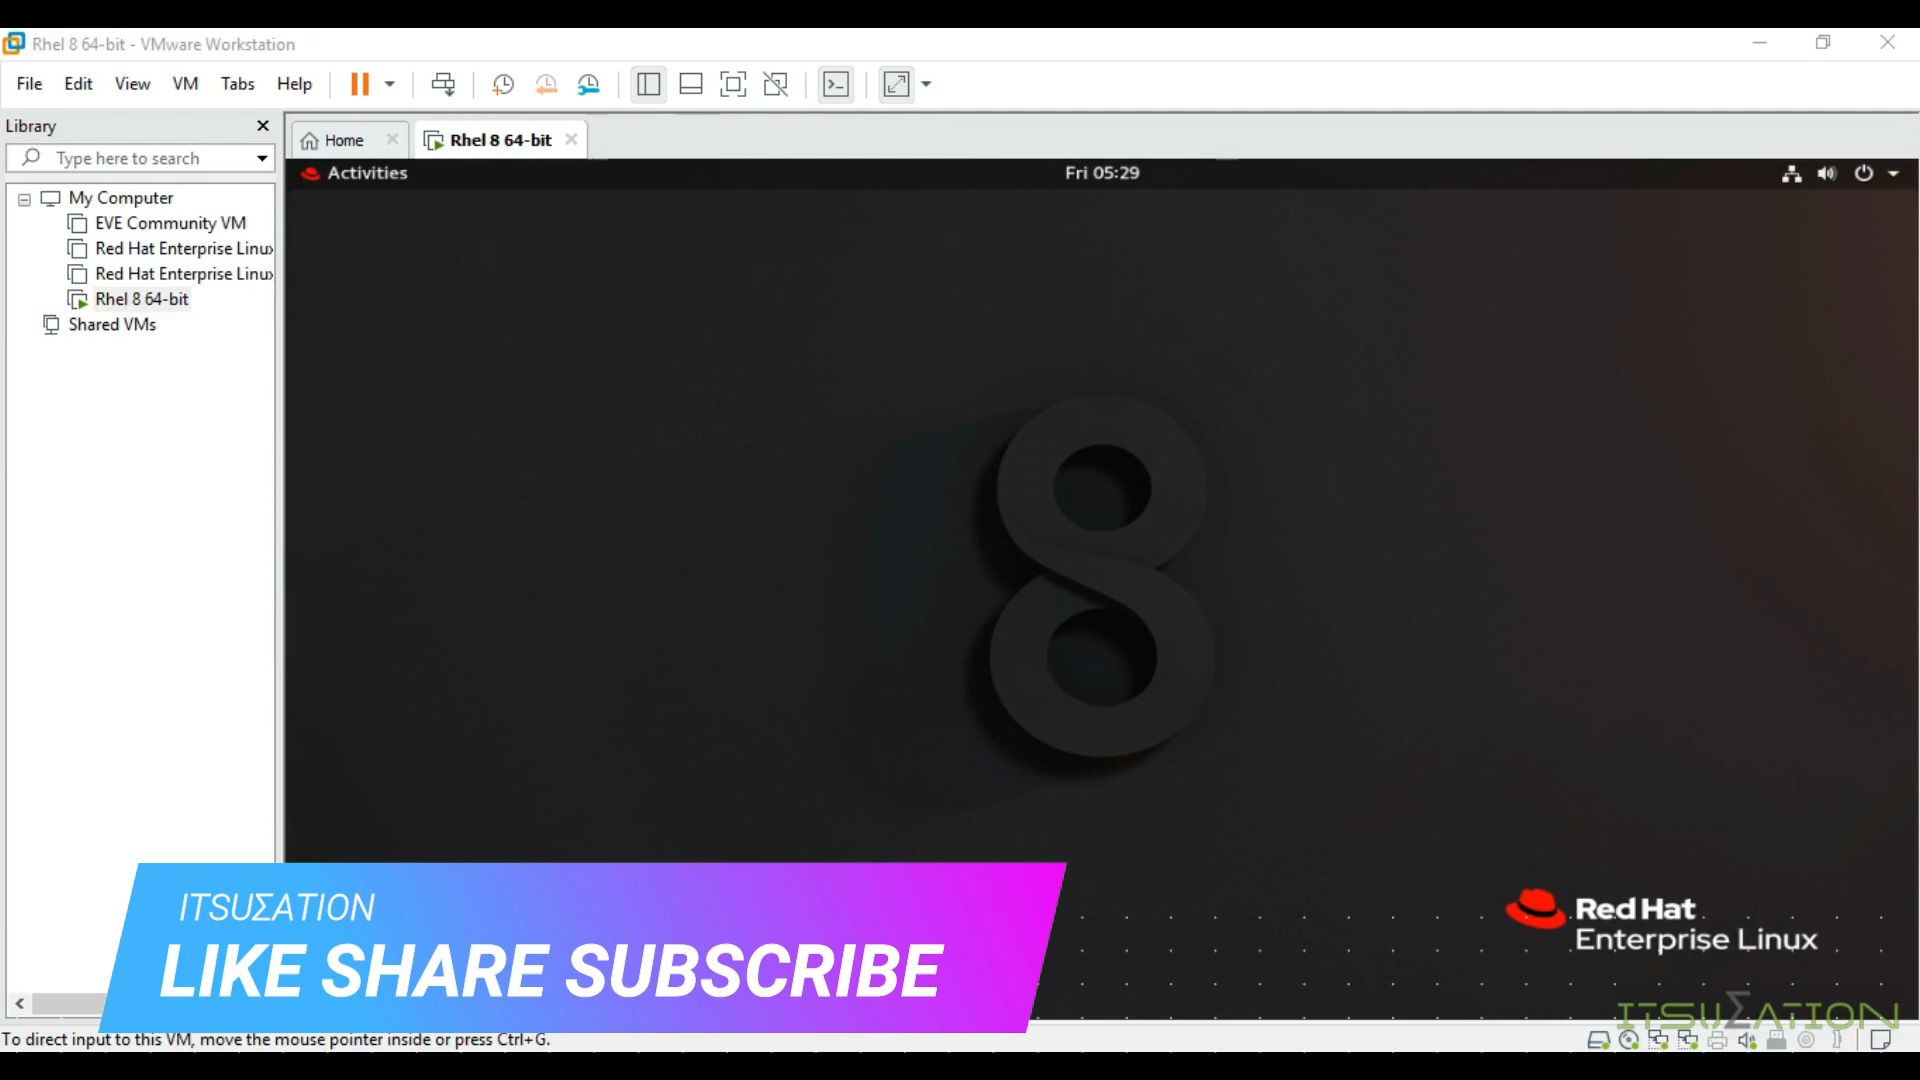 Rhel 8 64-bit - VMware Workstation
File Edit View VM Tabs Help
Library
Type here to search
My Computer
EVE Community VM
Red Hat Enterprise Linux
Red Hat Enterprise Linux
Rhel 8 64-bit
Shared VMs
Home
Rhel 8 64-bit
Activities
Fri 05:29
8
Red Hat
Enterprise Linux
ITSUΣATION
LIKE SHARE SUBSCRIBE
ITSUΣATION
To direct input to this VM, move the mouse pointer inside or press Ctrl+G.